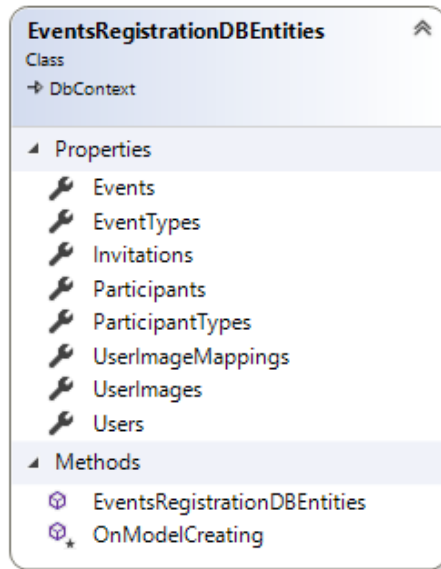 EventsRegistrationDBEntities
Class
DbContext
Properties
Events
EventTypes
Invitations
Participants
ParticipantTypes
UserImageMappings
UserImages
Users
Methods
EventsRegistrationDBEntities
OnModelCreating